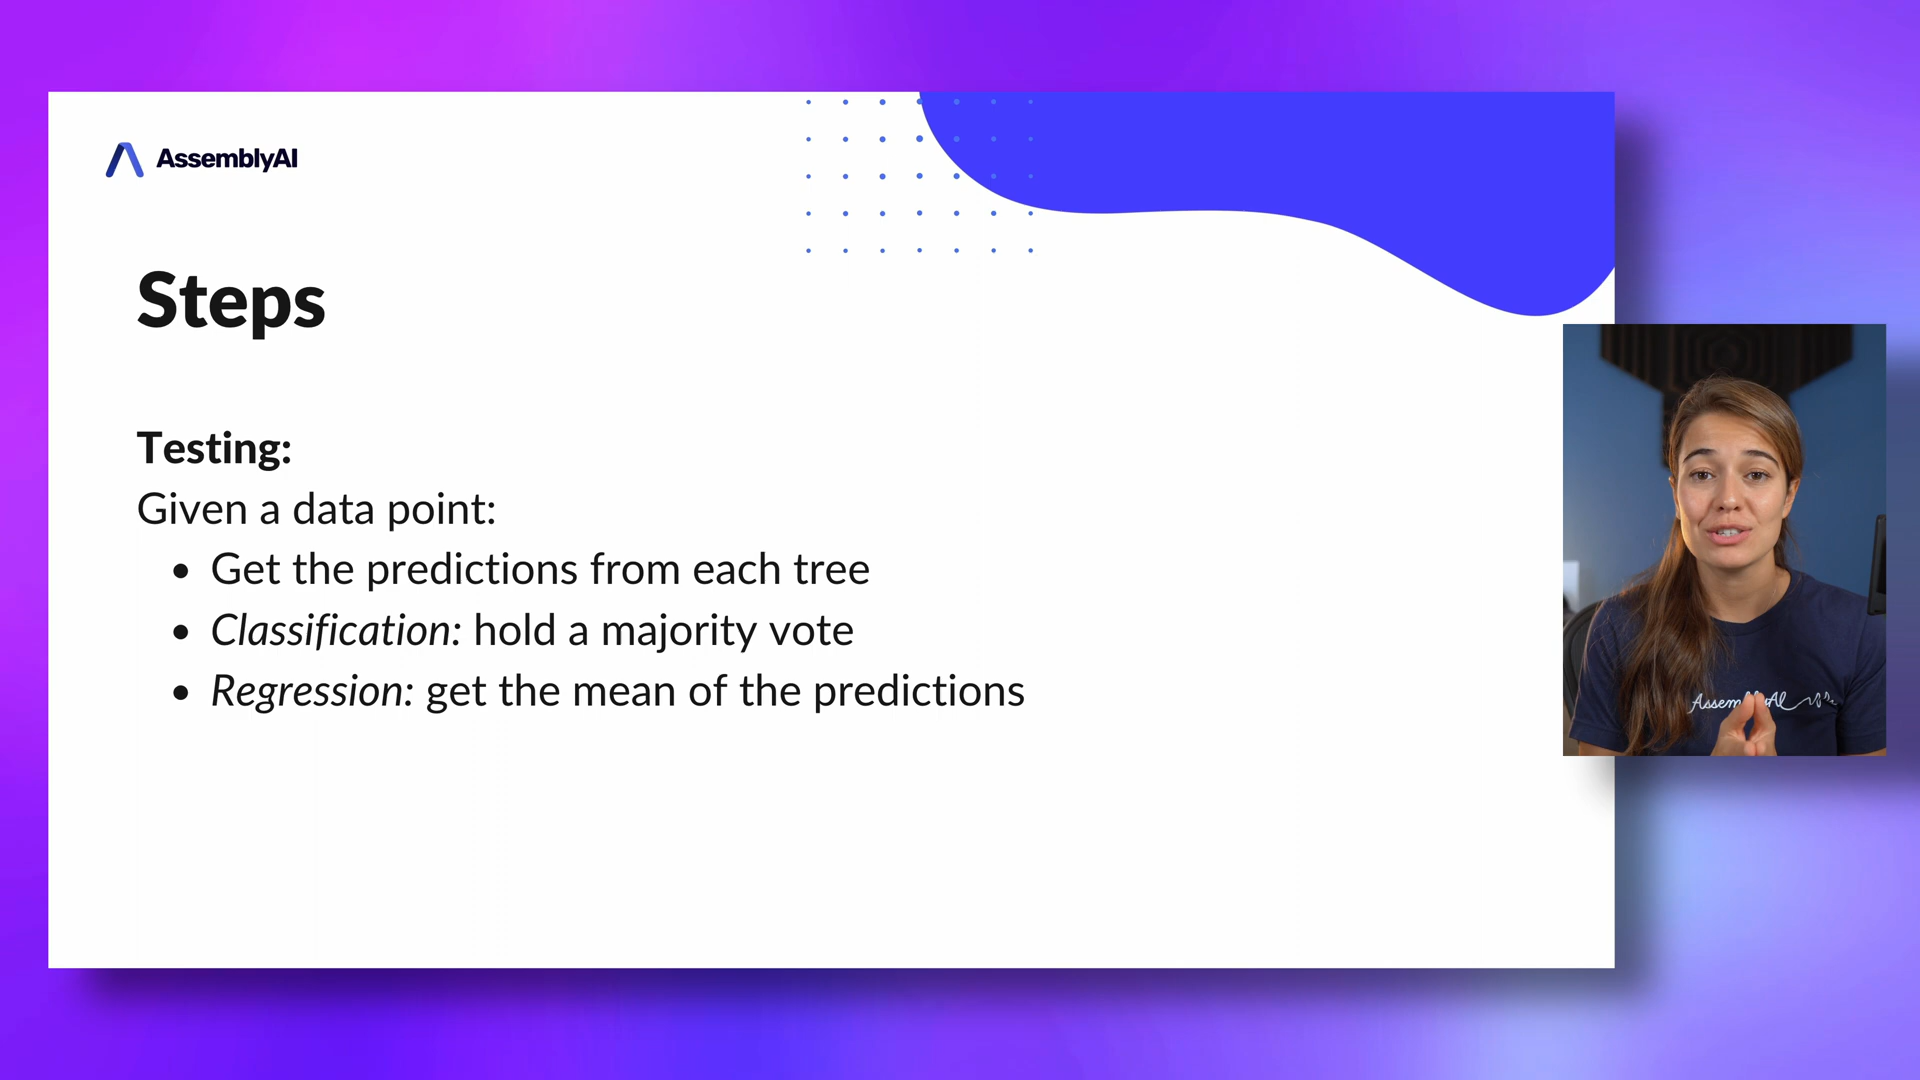 AssemblyAI
Steps
Testing:
Given a data point:
• Get the predictions from each tree
• Classification: hold a majority vote
• Regression: get the mean of the predictions
AssemblyAI